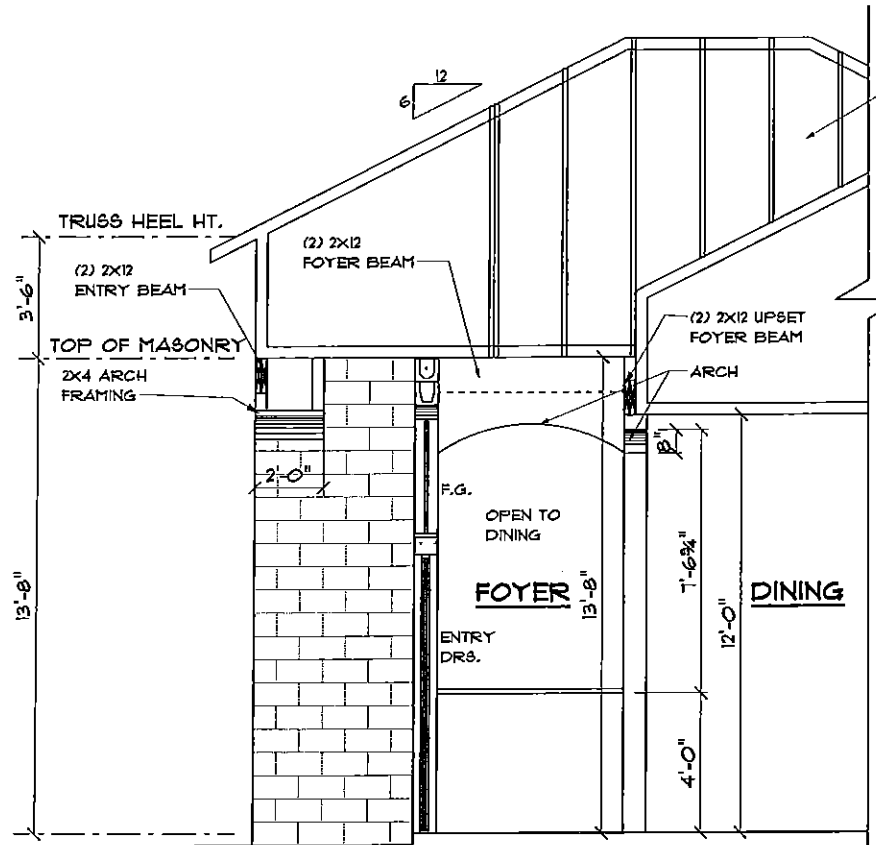 12
6
TRUSS HEEL HT.
(2) 2X12
ENTRY BEAM
(2) 2X12
FOYER BEAM
3'-6"
(2) 2X12 UPSET
FOYER BEAM
TOP OF MASONRY
2X4 ARCH
FRAMING
ARCH
8"
2'-0"
F.G.
OPEN TO
DINING
7'-6¾"
FOYER
DINING
13'-8"
13'-8"
12'-0"
ENTRY
DRS.
4'-0"